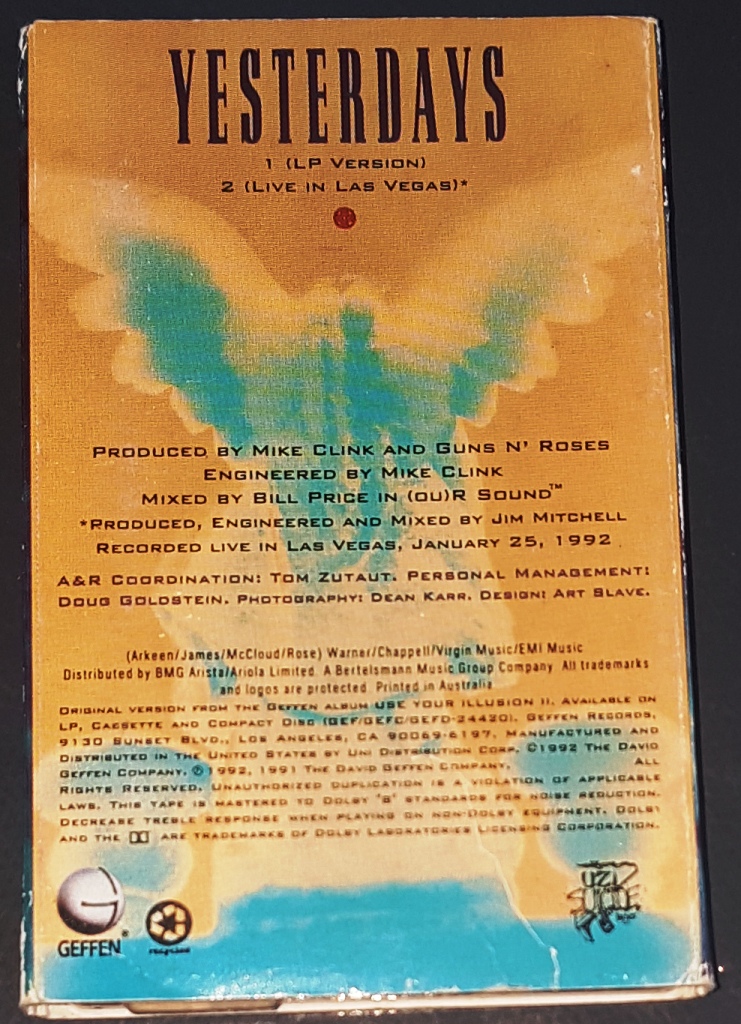 YESTERDAYS
1 (LP VERSION)
2 (LIVE IN LAS VEGAS)*
PRODUCED BY MIKE CLINK AND GUNS N' ROSES
ENGINEERED BY MIKE CLINK
MIXED BY BILL PRICE IN (OU)R SOUND™
*PRODUCED, ENGINEERED AND MIXED BY JIM MITCHELL
RECORDED LIVE IN LAS VEGAS, JANUARY 25, 1992
A&R COORDINATION: TOM ZUTAUT. PERSONAL MANAGEMENT:
DOUG GOLDSTEIN. PHOTOGRAPHY: DEAN KARR. DESIGN: ART SLAVE.
(Arkeen/James/McCloud/Rose) Warner/Chappell/Virgin Music/EMI Music
Distributed by BMG Arista/Ariola Limited. A Bertelsmann Music Group Company. All trademarks
and logos are protected. Printed in Australia
ORIGINAL VERSION FROM THE GEFFEN ALBUM USE YOUR ILLUSION II. AVAILABLE ON
LP, CASSETTE AND COMPACT DISC (GEF/GEFC/GEFD-24420). GEFFEN RECORDS,
9130 SUNSET BLVD., LOS ANGELES, CA 90069-6197. MANUFACTURED AND
DISTRIBUTED IN THE UNITED STATES BY UNI DISTRIBUTION CORP. ©1992 THE DAVID
GEFFEN COMPANY. ℗1992, 1991 THE DAVID GEFFEN COMPANY. ALL
RIGHTS RESERVED. UNAUTHORIZED DUPLICATION IS A VIOLATION OF APPLICABLE
LAWS. THIS TAPE IS MASTERED TO DOLBY 'B' STANDARDS FOR NOISE REDUCTION.
DECREASE TREBLE RESPONSE WHEN PLAYING ON NON-DOLBY EQUIPMENT. DOLBY
AND THE ARE TRADEMARKS OF DOLBY LABORATORIES LICENSING CORPORATION.
GEFFEN®
UZI
SUICIDE